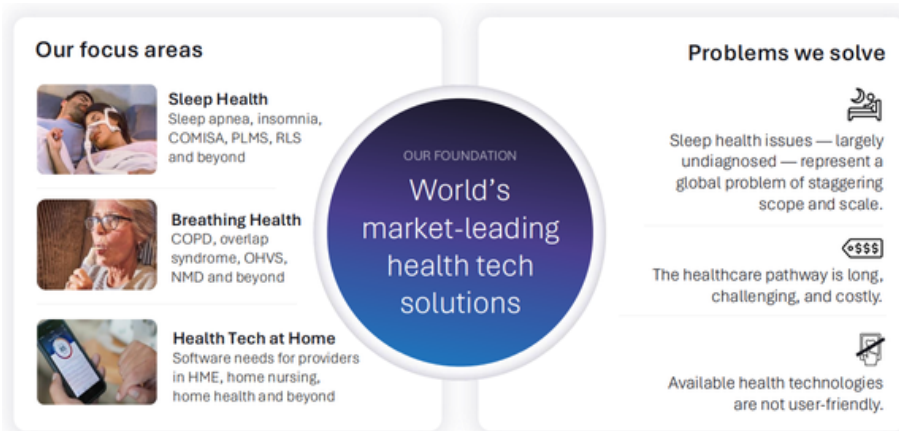 Our focus areas
Sleep Health
Sleep apnea, insomnia,
COMISA, PLMS, RLS
and beyond
Breathing Health
COPD, overlap
syndrome, OHVS,
NMD and beyond
Health Tech at Home
Software needs for providers
in HME, home nursing,
home health and beyond
OUR FOUNDATION
World’s
market-leading
health tech
solutions
Problems we solve
Sleep health issues — largely
undiagnosed — represent a
global problem of staggering
scope and scale.
$$$
The healthcare pathway is long,
challenging, and costly.
Available health technologies
are not user-friendly.